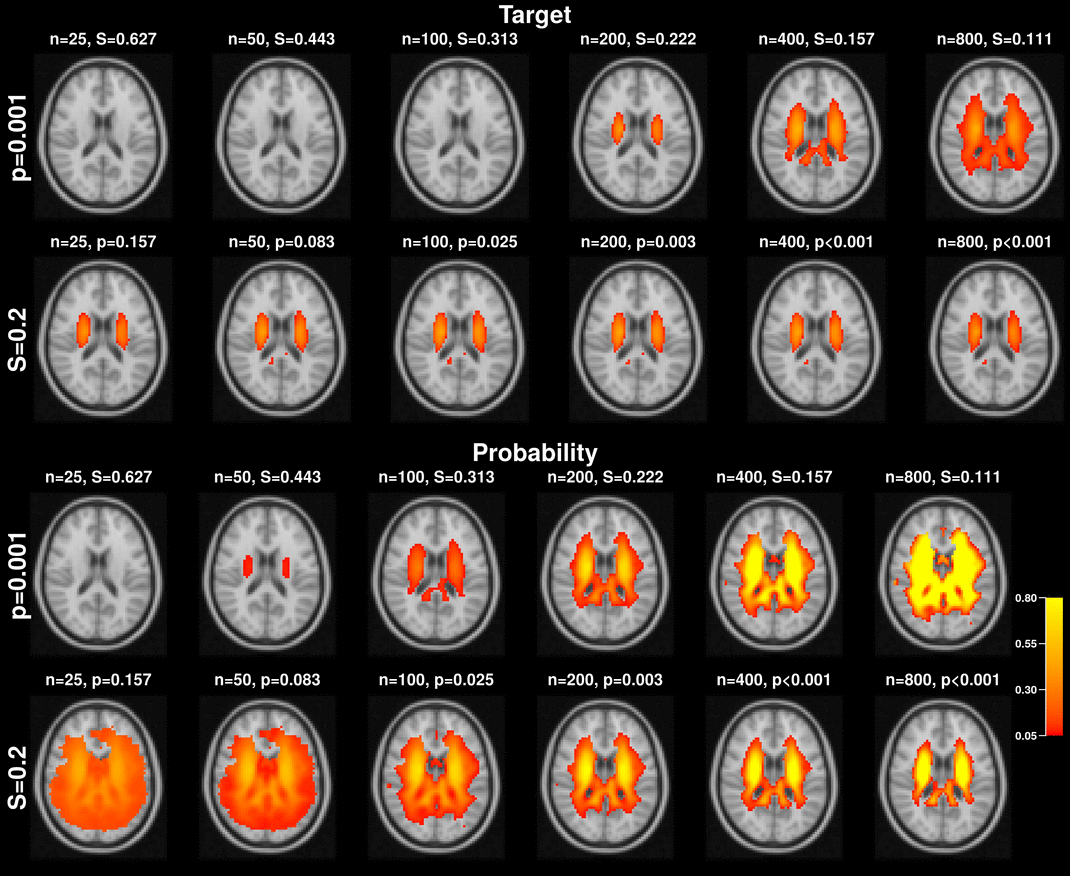 Target
n=25, S=0.627 n=50, S=0.443 n=100, S=0.313 n=200, S=0.222 n=400, S=0.157 n=800, S=0.111
p=0.001
n=25, p=0.157 n=50, p=0.083 n=100, p=0.025 n=200, p=0.003 n=400, p<0.001 n=800, p<0.001
S=0.2
Probability
n=25, S=0.627 n=50, S=0.443 n=100, S=0.313 n=200, S=0.222 n=400, S=0.157 n=800, S=0.111
p=0.001
0.80
0.55
0.30
0.05
n=25, p=0.157 n=50, p=0.083 n=100, p=0.025 n=200, p=0.003 n=400, p<0.001 n=800, p<0.001
S=0.2